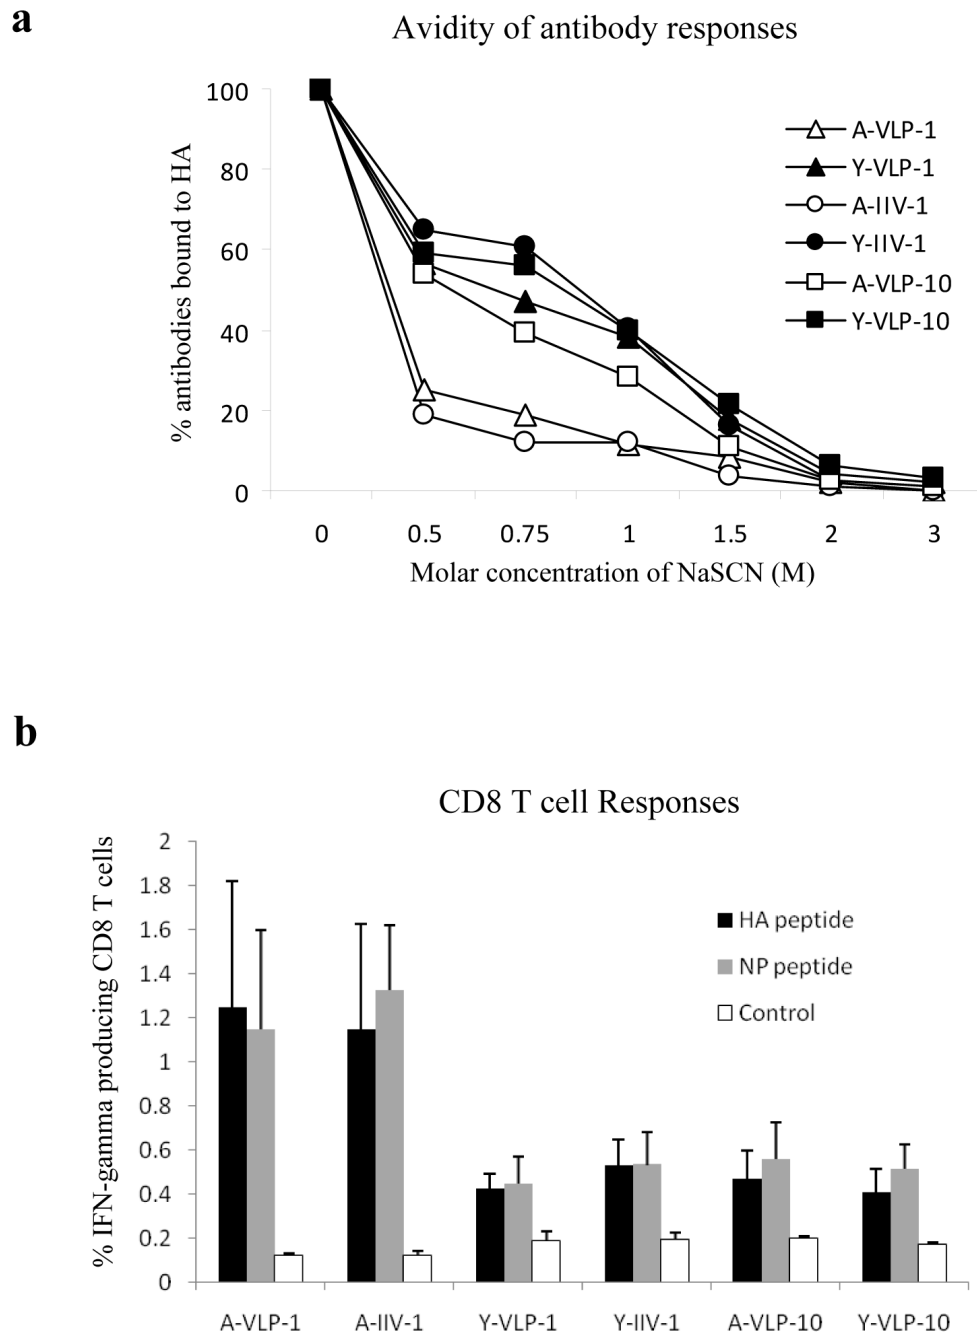 a
Avidity of antibody responses
% antibodies bound to HA
100
80
60
40
20
0
A-VLP-1
Y-VLP-1
A-IIV-1
Y-IIV-1
A-VLP-10
Y-VLP-10
0 0.5 0.75 1 1.5 2 3
Molar concentration of NaSCN (M)
b
CD8 T cell Responses
% IFN-gamma producing CD8 T cells
2
1.8
1.6
1.4
1.2
1
0.8
0.6
0.4
0.2
0
HA peptide
NP peptide
Control
A-VLP-1 A-IIV-1 Y-VLP-1 Y-IIV-1 A-VLP-10 Y-VLP-10